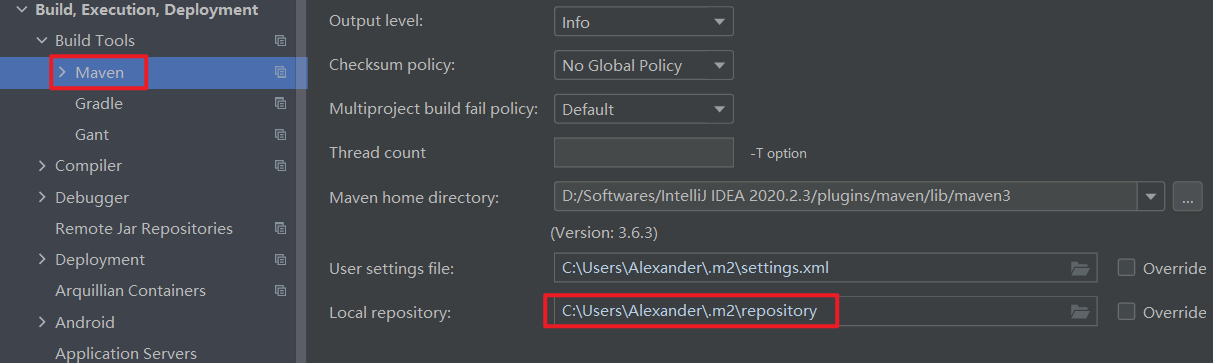 Build, Execution, Deployment
Build Tools
Maven
Gradle
Gant
Compiler
Debugger
Remote Jar Repositories
Deployment
Arquillian Containers
Android
Application Servers
Output level: Info
Checksum policy: No Global Policy
Multiproject build fail policy: Default
Thread count -T option
Maven home directory: D:/Softwares/IntelliJ IDEA 2020.2.3/plugins/maven/lib/maven3 ...
(Version: 3.6.3)
User settings file: C:\Users\Alexander\.m2\settings.xml Override
Local repository: C:\Users\Alexander\.m2\repository Override